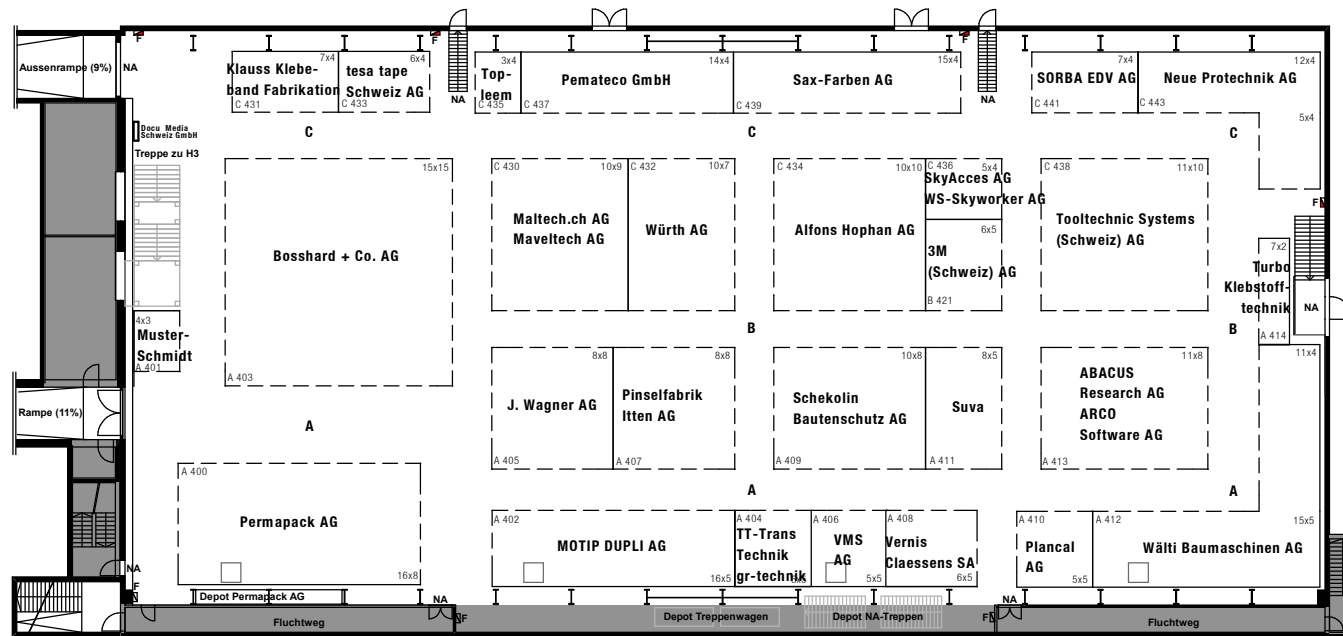 F
F
F
Aussenrampe (9%)
NA
Klauss Klebe-
band Fabrikation
7x4
C 431
tesa tape
Schweiz AG
6x4
C 433
NA
Top-
leem
3x4
C 435
Pemateco GmbH
14x4
C 437
Sax-Farben AG
15x4
C 439
NA
SORBA EDV AG
7x4
C 441
Neue Protechnik AG
12x4
C 443
5x4
C
C
C
Docu Media
Schweiz GmbH
Treppe zu H3
Bosshard + Co. AG
15x15
A 403
C 430
10x9
Maltech.ch AG
Maveltech AG
C 432
10x7
Würth AG
C 434
10x10
Alfons Hophan AG
C 436
5x4
SkyAcces AG
WS-Skyworker AG
6x5
3M
(Schweiz) AG
B 421
C 438
11x10
Tooltechnic Systems
(Schweiz) AG
F
7x2
Turbo
Klebstoff-
technik
A 414
NA
4x3
Muster-
Schmidt
A 401
B
B
8x8
J. Wagner AG
A 405
8x8
Pinselfabrik
Itten AG
A 407
10x8
Schekolin
Bautenschutz AG
A 409
8x5
Suva
A 411
11x8
ABACUS
Research AG
ARCO
Software AG
A 413
11x4
Rampe (11%)
A
A
A
A 400
Permapack AG
16x8
A 402
MOTIP DUPLI AG
16x5
A 404
TT-Trans
Technik
gr-technik
5x5
A 406
VMS
AG
5x5
A 408
Vernis
Claessens SA
6x5
A 410
Plancal
AG
5x5
A 412
Wälti Baumaschinen AG
15x5
NA
F
Depot Permapack AG
NA
NA
Fluchtweg
F
Depot Treppenwagen
Depot NA-Treppen
F
Fluchtweg